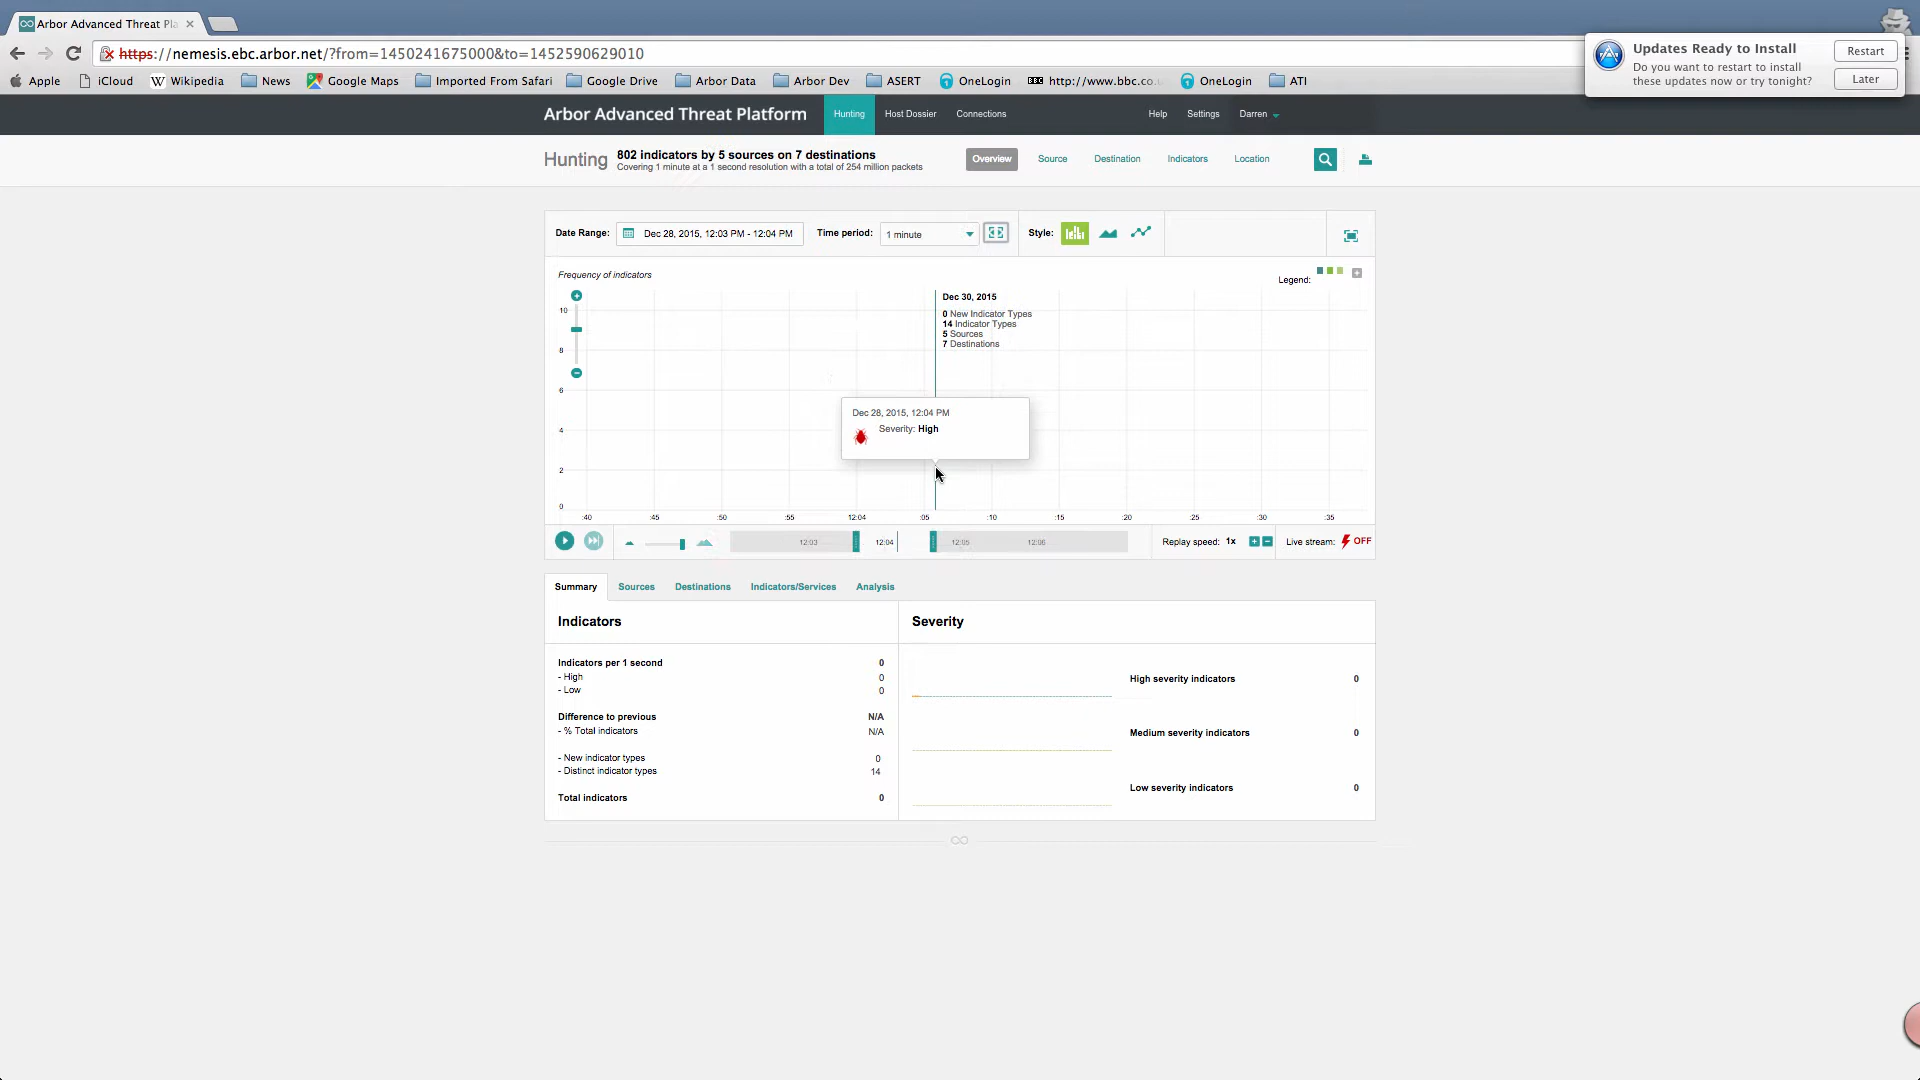 Arbor Advanced Threat Pla
https://nemesis.ebc.arbor.net/?from=1450241675000&to=1452590629010
Apple iCloud Wikipedia News Google Maps Imported From Safari Google Drive Arbor Data Arbor Dev ASERT OneLogin http://www.bbc.co.u OneLogin ATI
Updates Ready to Install
Do you want to restart to install
these updates now or try tonight?
Restart
Later
Arbor Advanced Threat Platform Hunting Host Dossier Connections Help Settings Darren
Hunting 802 indicators by 5 sources on 7 destinations
Covering 1 minute at a 1 second resolution with a total of 254 million packets
Overview Source Destination Indicators Location
Date Range: Dec 28, 2015, 12:03 PM - 12:04 PM Time period: 1 minute Style:
Frequency of indicators
Legend:
Dec 30, 2015
0 New Indicator Types
14 Indicator Types
5 Sources
7 Destinations
10
8
6
4
2
0
Dec 28, 2015, 12:04 PM
Severity: High
:40 :45 :50 :55 12:04 :05 :10 :15 :20 :25 :30 :35
12:03 12:04 12:05 12:06 Replay speed: 1x Live stream: OFF
Summary Sources Destinations Indicators/Services Analysis
Indicators
Indicators per 1 second 0
- High 0
- Low 0
Difference to previous N/A
- % Total indicators N/A
- New indicator types 0
- Distinct indicator types 14
Total indicators 0
Severity
High severity indicators 0
Medium severity indicators 0
Low severity indicators 0